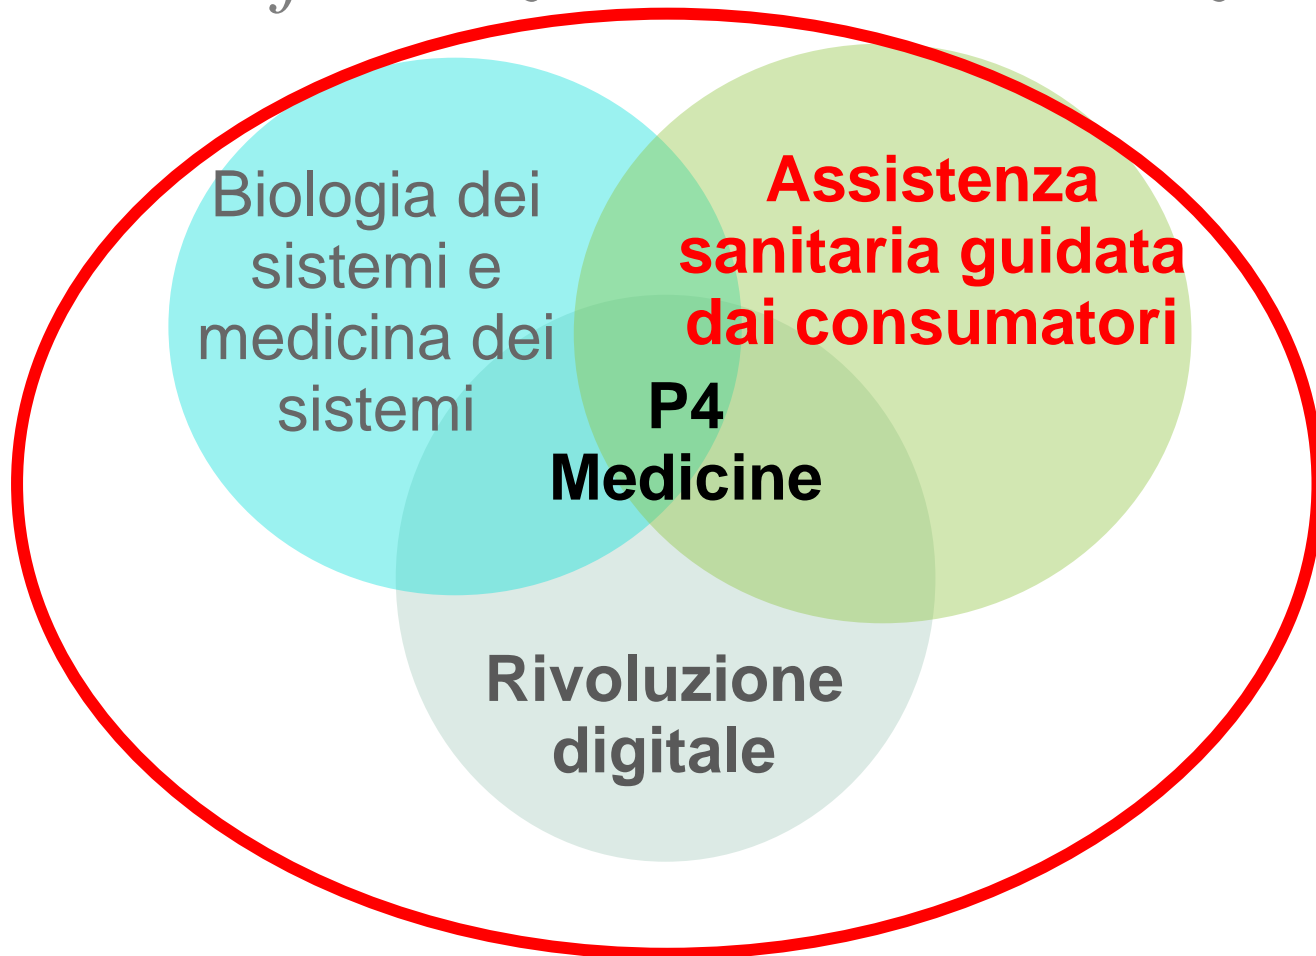 Biologia dei
sistemi e
medicina dei
sistemi
Assistenza
sanitaria guidata
dai consumatori
P4
Medicine
Rivoluzione
digitale